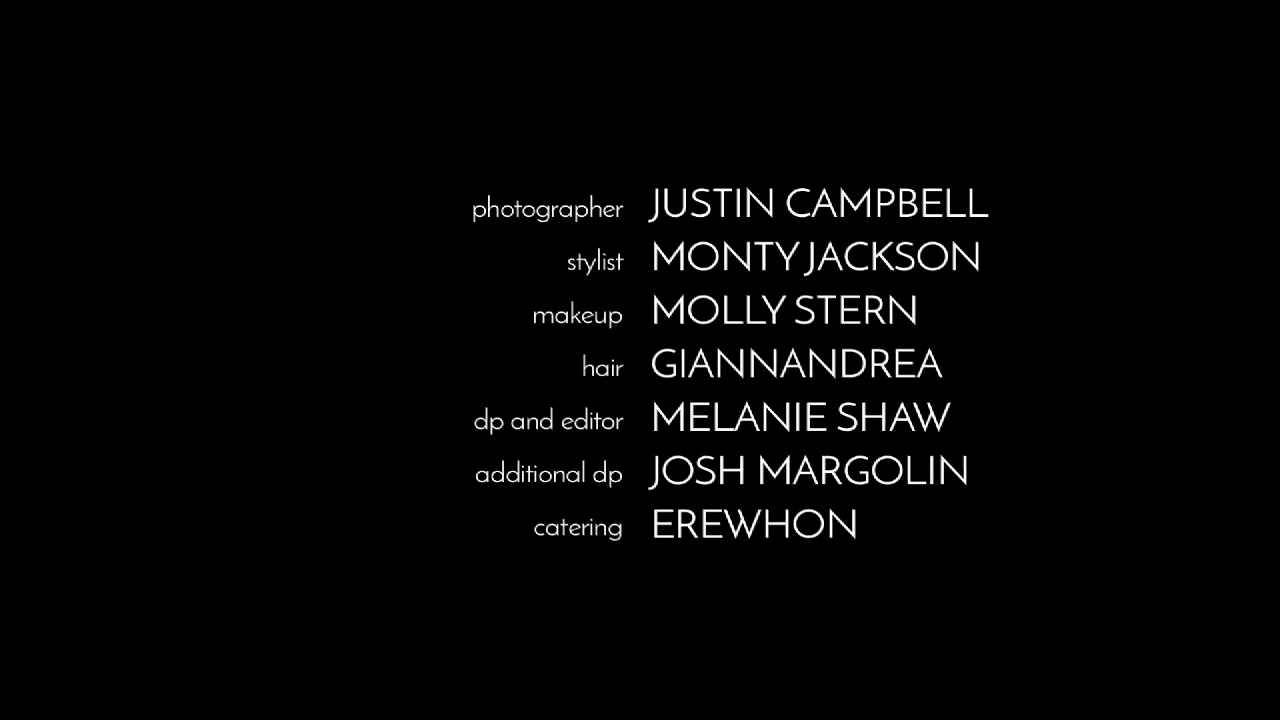 photographer JUSTIN CAMPBELL
stylist MONTY JACKSON
makeup MOLLY STERN
hair GIANNANDREA
dp and editor MELANIE SHAW
additional dp JOSH MARGOLIN
catering EREWHON